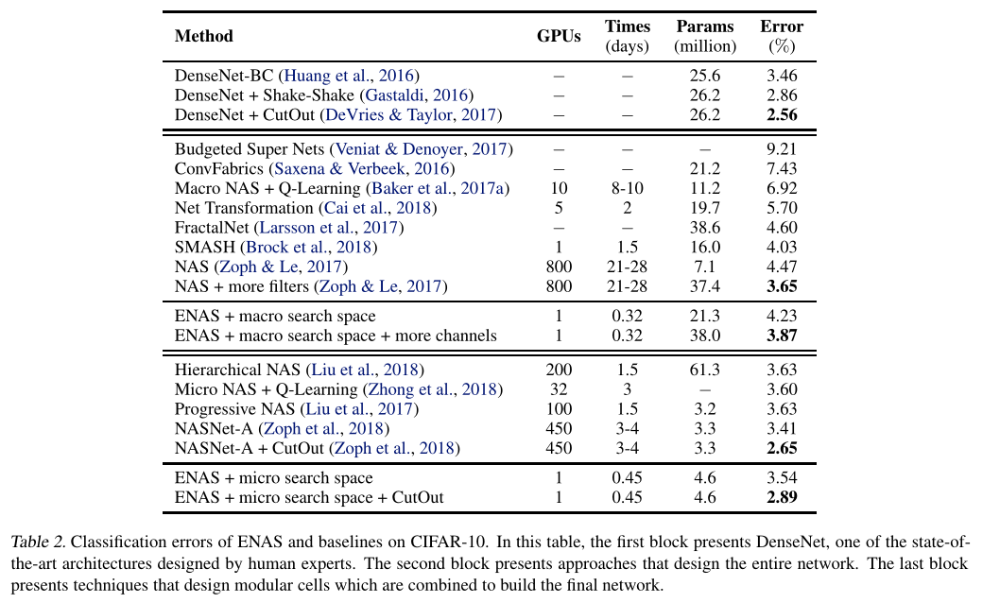 Method GPUs Times Params Error
(days) (million) (%)
DenseNet-BC (Huang et al., 2016) − − 25.6 3.46
DenseNet + Shake-Shake (Gastaldi, 2016) − − 26.2 2.86
DenseNet + CutOut (DeVries & Taylor, 2017) − − 26.2 2.56
Budgeted Super Nets (Veniat & Denoyer, 2017) − − − 9.21
ConvFabrics (Saxena & Verbeek, 2016) − − 21.2 7.43
Macro NAS + Q-Learning (Baker et al., 2017a) 10 8-10 11.2 6.92
Net Transformation (Cai et al., 2018) 5 2 19.7 5.70
FractalNet (Larsson et al., 2017) − − 38.6 4.60
SMASH (Brock et al., 2018) 1 1.5 16.0 4.03
NAS (Zoph & Le, 2017) 800 21-28 7.1 4.47
NAS + more filters (Zoph & Le, 2017) 800 21-28 37.4 3.65
ENAS + macro search space 1 0.32 21.3 4.23
ENAS + macro search space + more channels 1 0.32 38.0 3.87
Hierarchical NAS (Liu et al., 2018) 200 1.5 61.3 3.63
Micro NAS + Q-Learning (Zhong et al., 2018) 32 3 − 3.60
Progressive NAS (Liu et al., 2017) 100 1.5 3.2 3.63
NASNet-A (Zoph et al., 2018) 450 3-4 3.3 3.41
NASNet-A + CutOut (Zoph et al., 2018) 450 3-4 3.3 2.65
ENAS + micro search space 1 0.45 4.6 3.54
ENAS + micro search space + CutOut 1 0.45 4.6 2.89
Table 2. Classification errors of ENAS and baselines on CIFAR-10. In this table, the first block presents DenseNet, one of the state-of-
the-art architectures designed by human experts. The second block presents approaches that design the entire network. The last block
presents techniques that design modular cells which are combined to build the final network.